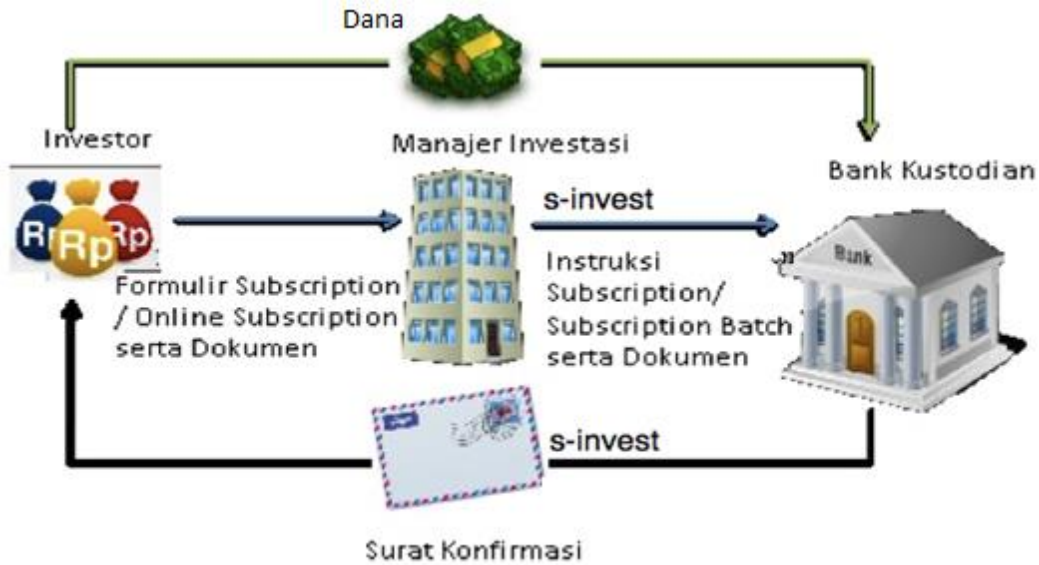 Dana
Investor
Manajer Investasi
Bank Kustodian
Rp
Rp
Rp
s-invest
Bank
Formulir Subscription
/ Online Subscription
serta Dokumen
Instruksi
Subscription/
Subscription Batch
serta Dokumen
s-invest
Surat Konfirmasi